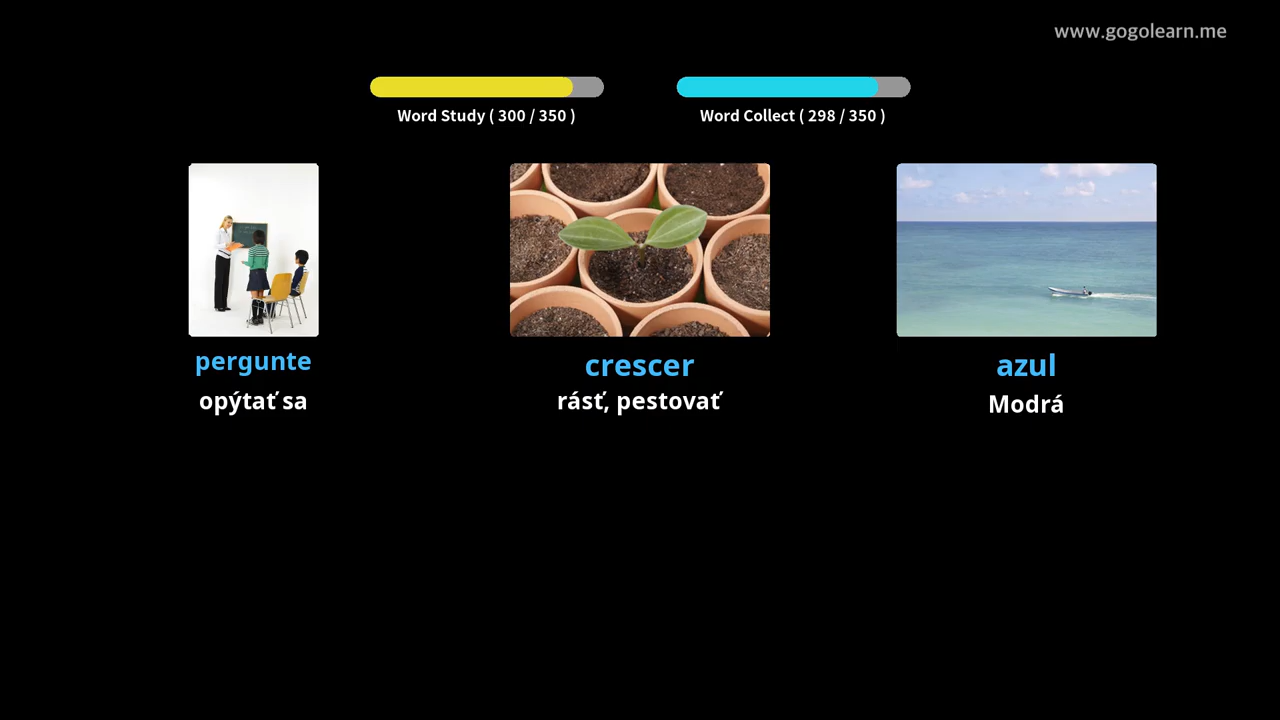 www.gogolearn.me
Word Study ( 300 / 350 )
Word Collect ( 298 / 350 )
pergunte
opýtať sa
crescer
rásť, pestovať
azul
Modrá